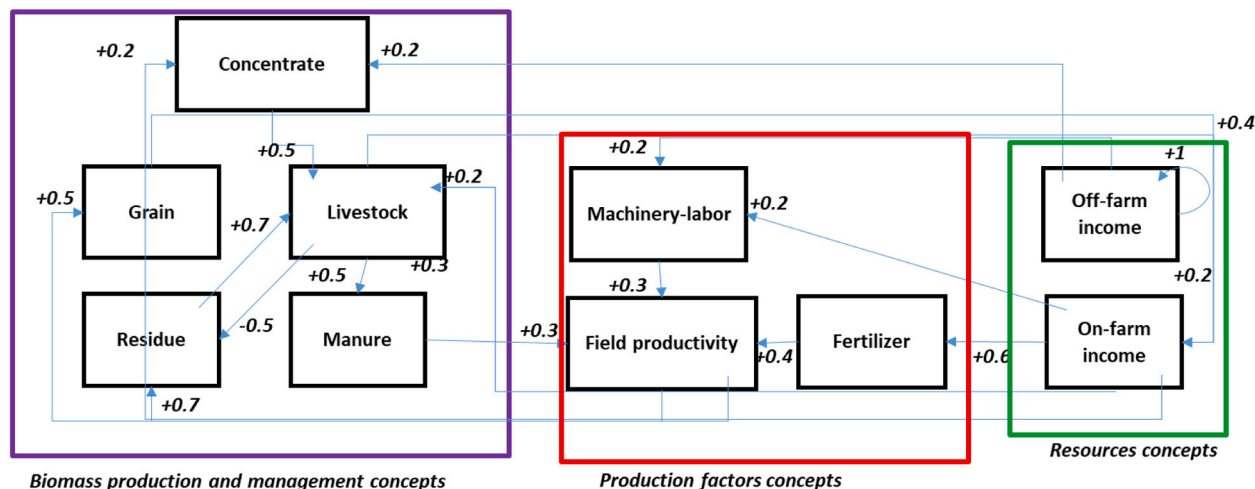 +0.2
Concentrate
+0.2
+0.4
+0.5
+0.2
+1
+0.5
Grain
Livestock
+0.2
Machinery-labor
+0.2
Off-farm
income
+0.7
+0.5
+0.3
+0.3
+0.2
Residue
-0.5
Manure
+0.3
Field productivity
+0.4
Fertilizer
+0.6
On-farm
income
+0.7
Biomass production and management concepts
Production factors concepts
Resources concepts